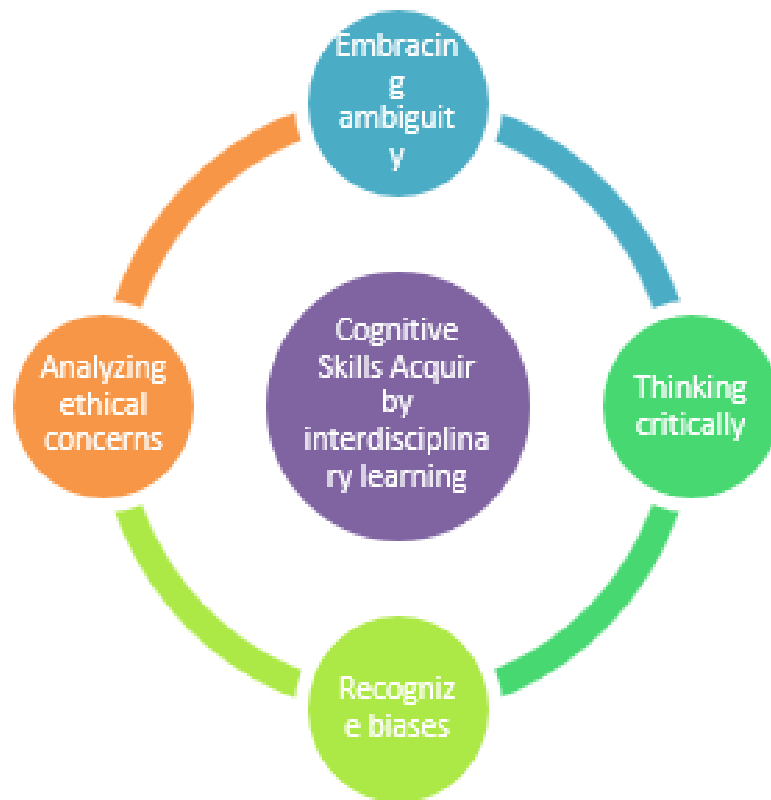 Embracin
g
ambiguit
y
Analyzing
ethical
concerns
Cognitive
Skills Acquir
by
interdisciplina
ry learning
Thinking
critically
Recogniz
e biases